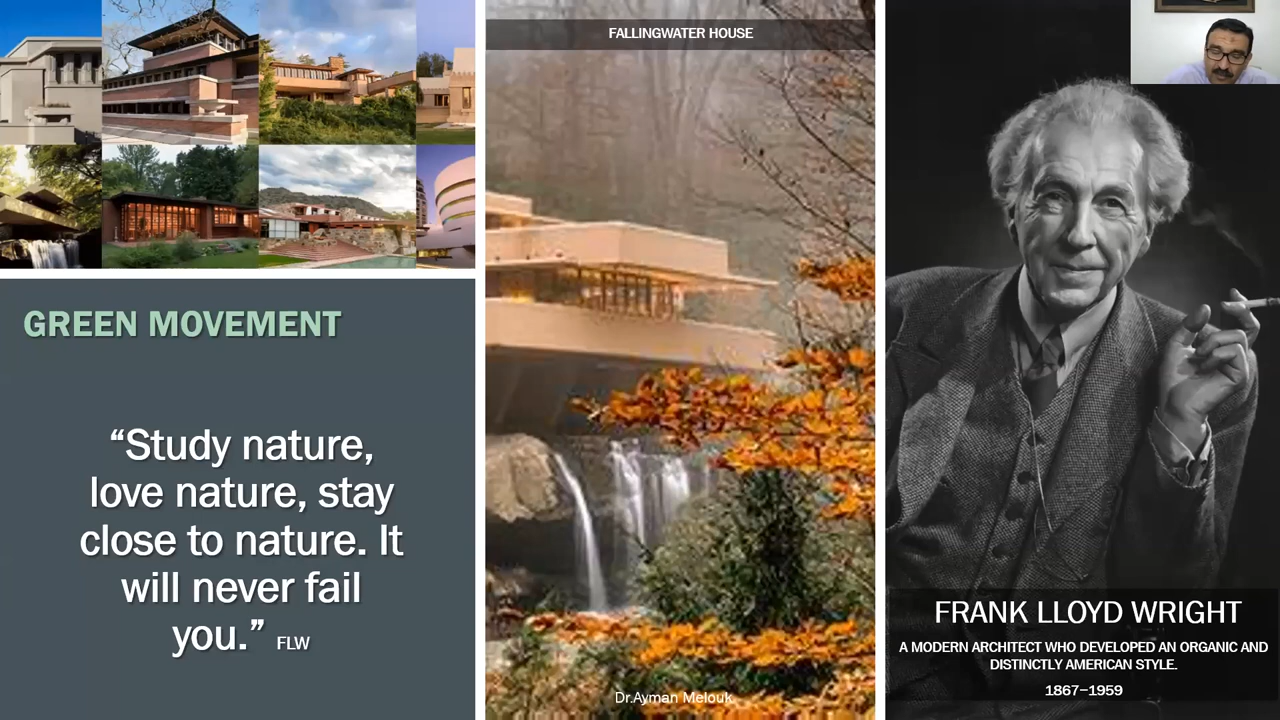 GREEN MOVEMENT
“Study nature,
love nature, stay
close to nature. It
will never fail
you.” FLW
FALLINGWATER HOUSE
Dr.Ayman Melouk
FRANK LLOYD WRIGHT
A MODERN ARCHITECT WHO DEVELOPED AN ORGANIC AND
DISTINCTLY AMERICAN STYLE.
1867–1959